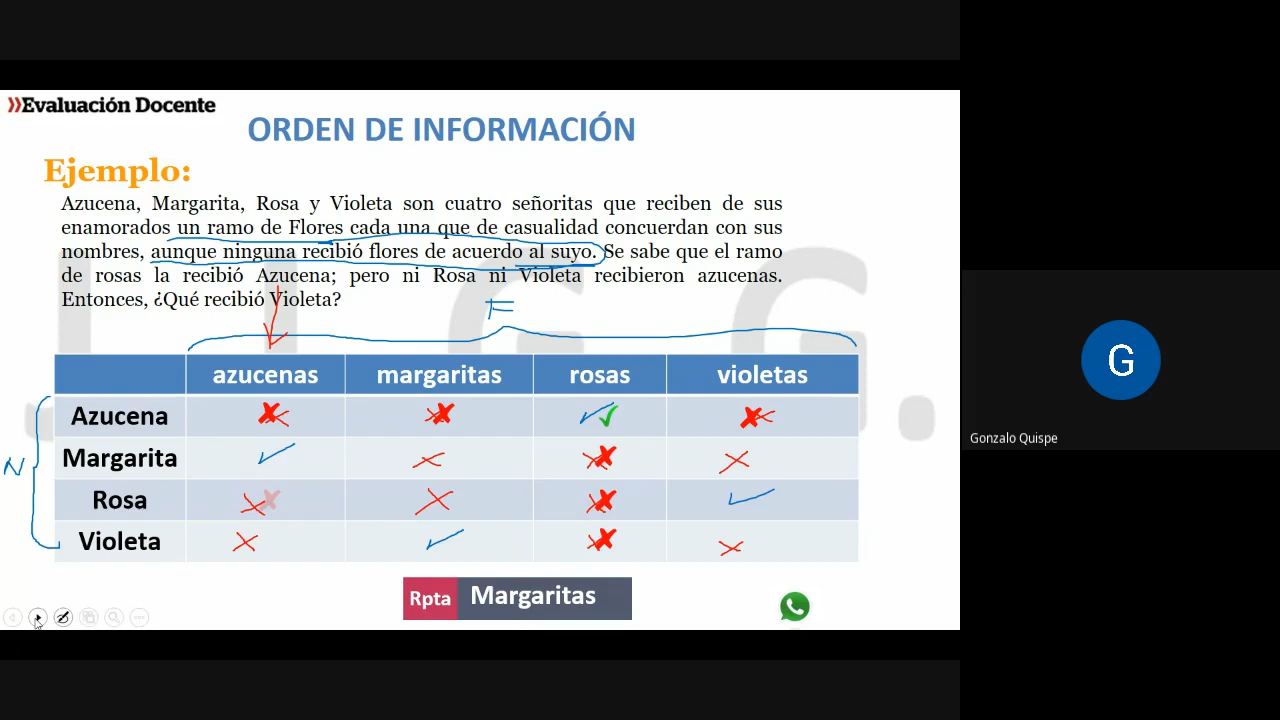 »Evaluación Docente
ORDEN DE INFORMACIÓN
Ejemplo:
Azucena, Margarita, Rosa y Violeta son cuatro señoritas que reciben de sus
enamorados un ramo de Flores cada una que de casualidad concuerdan con sus
nombres, aunque ninguna recibió flores de acuerdo al suyo. Se sabe que el ramo
de rosas la recibió Azucena; pero ni Rosa ni Violeta recibieron azucenas.
Entonces, ¿Qué recibió Violeta?
F
azucenas margaritas rosas violetas
Azucena
Margarita
N
Rosa
Violeta
Rpta Margaritas
G
Gonzalo Quispe